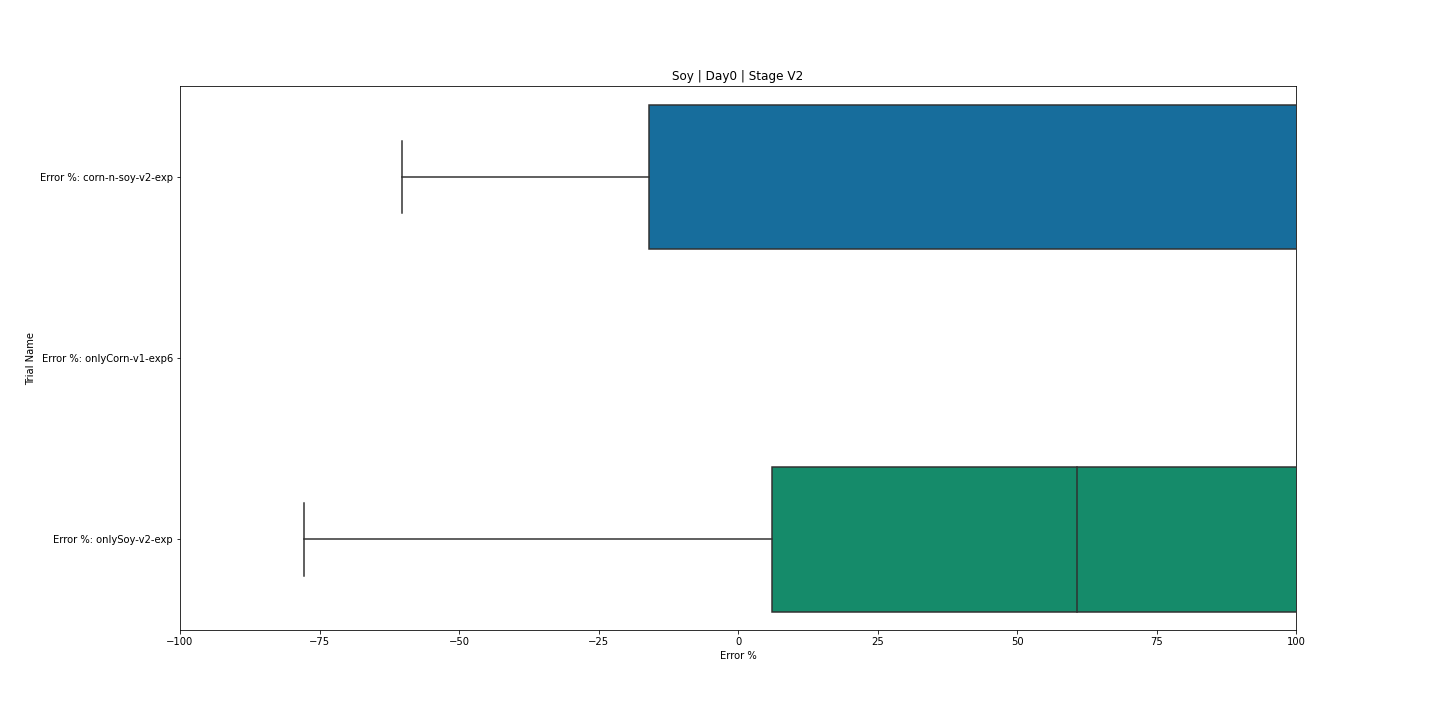 Soy | Day0 | Stage V2
Error %: corn-n-soy-v2-exp
Error %: onlyCorn-v1-exp6
Error %: onlySoy-v2-exp
Trial Name
−100 −75 −50 −25 0 25 50 75 100
Error %